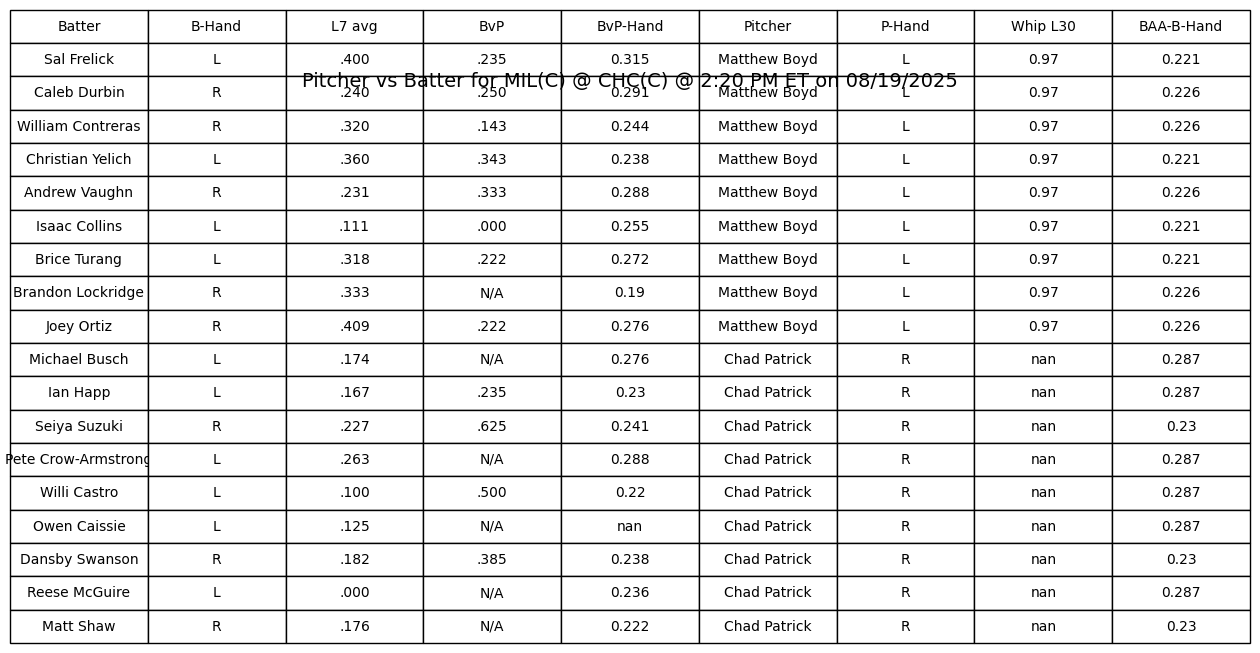 Batter B-Hand L7 avg BvP BvP-Hand Pitcher P-Hand Whip L30 BAA-B-Hand
Sal Frelick L .400 .235 0.315 Matthew Boyd L 0.97 0.221
Pitcher vs Batter for MIL(C) @ CHC(C) @ 2:20 PM ET on 08/19/2025
Caleb Durbin R .240 .250 0.291 Matthew Boyd L 0.97 0.226
William Contreras R .320 .143 0.244 Matthew Boyd L 0.97 0.226
Christian Yelich L .360 .343 0.238 Matthew Boyd L 0.97 0.221
Andrew Vaughn R .231 .333 0.288 Matthew Boyd L 0.97 0.226
Isaac Collins L .111 .000 0.255 Matthew Boyd L 0.97 0.221
Brice Turang L .318 .222 0.272 Matthew Boyd L 0.97 0.221
Brandon Lockridge R .333 N/A 0.19 Matthew Boyd L 0.97 0.226
Joey Ortiz R .409 .222 0.276 Matthew Boyd L 0.97 0.226
Michael Busch L .174 N/A 0.276 Chad Patrick R nan 0.287
Ian Happ L .167 .235 0.23 Chad Patrick R nan 0.287
Seiya Suzuki R .227 .625 0.241 Chad Patrick R nan 0.23
Pete Crow-Armstrong L .263 N/A 0.288 Chad Patrick R nan 0.287
Willi Castro L .100 .500 0.22 Chad Patrick R nan 0.287
Owen Caissie L .125 N/A nan Chad Patrick R nan 0.287
Dansby Swanson R .182 .385 0.238 Chad Patrick R nan 0.23
Reese McGuire L .000 N/A 0.236 Chad Patrick R nan 0.287
Matt Shaw R .176 N/A 0.222 Chad Patrick R nan 0.23